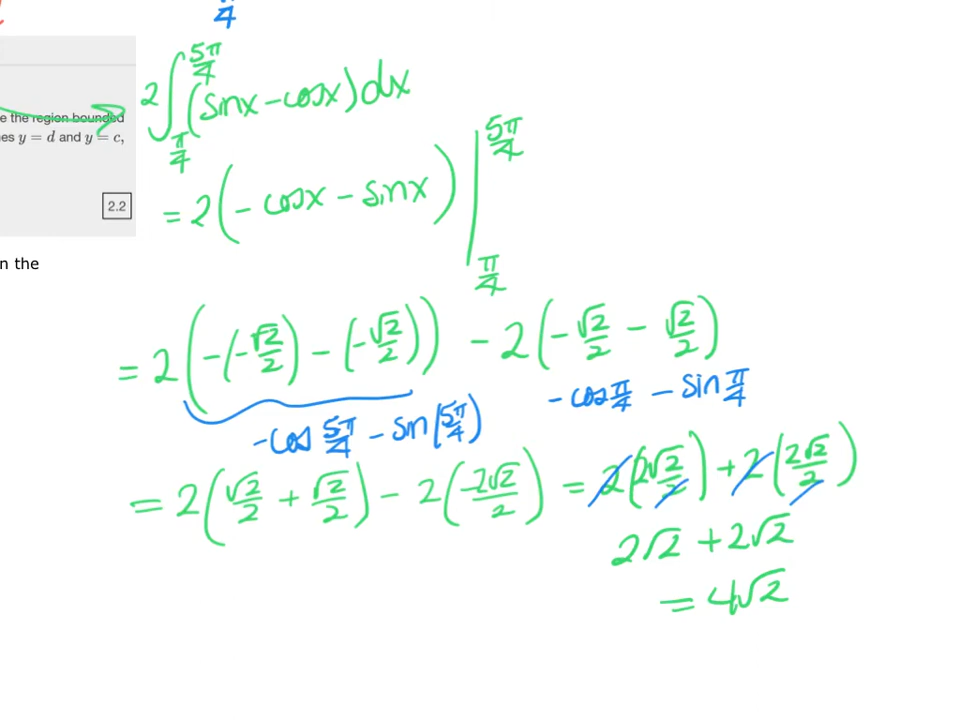 π/4
2∫_{π/4}^{5π/4} (sinx - cosx) dx
e the region bounded
es y = d and y = c,
= 2(- cosx - sinx) |_{π/4}^{5π/4}
2.2
n the
= 2(-(-√2/2) - (-√2/2)) - 2(-√2/2 - √2/2)
-cos 5π/4 - sin(5π/4) - cos π/4 - sin π/4
= 2(√2/2 + √2/2) - 2(-2√2/2) = 2(2√2/2) + 2(2√2/2)
2√2 + 2√2
= 4√2